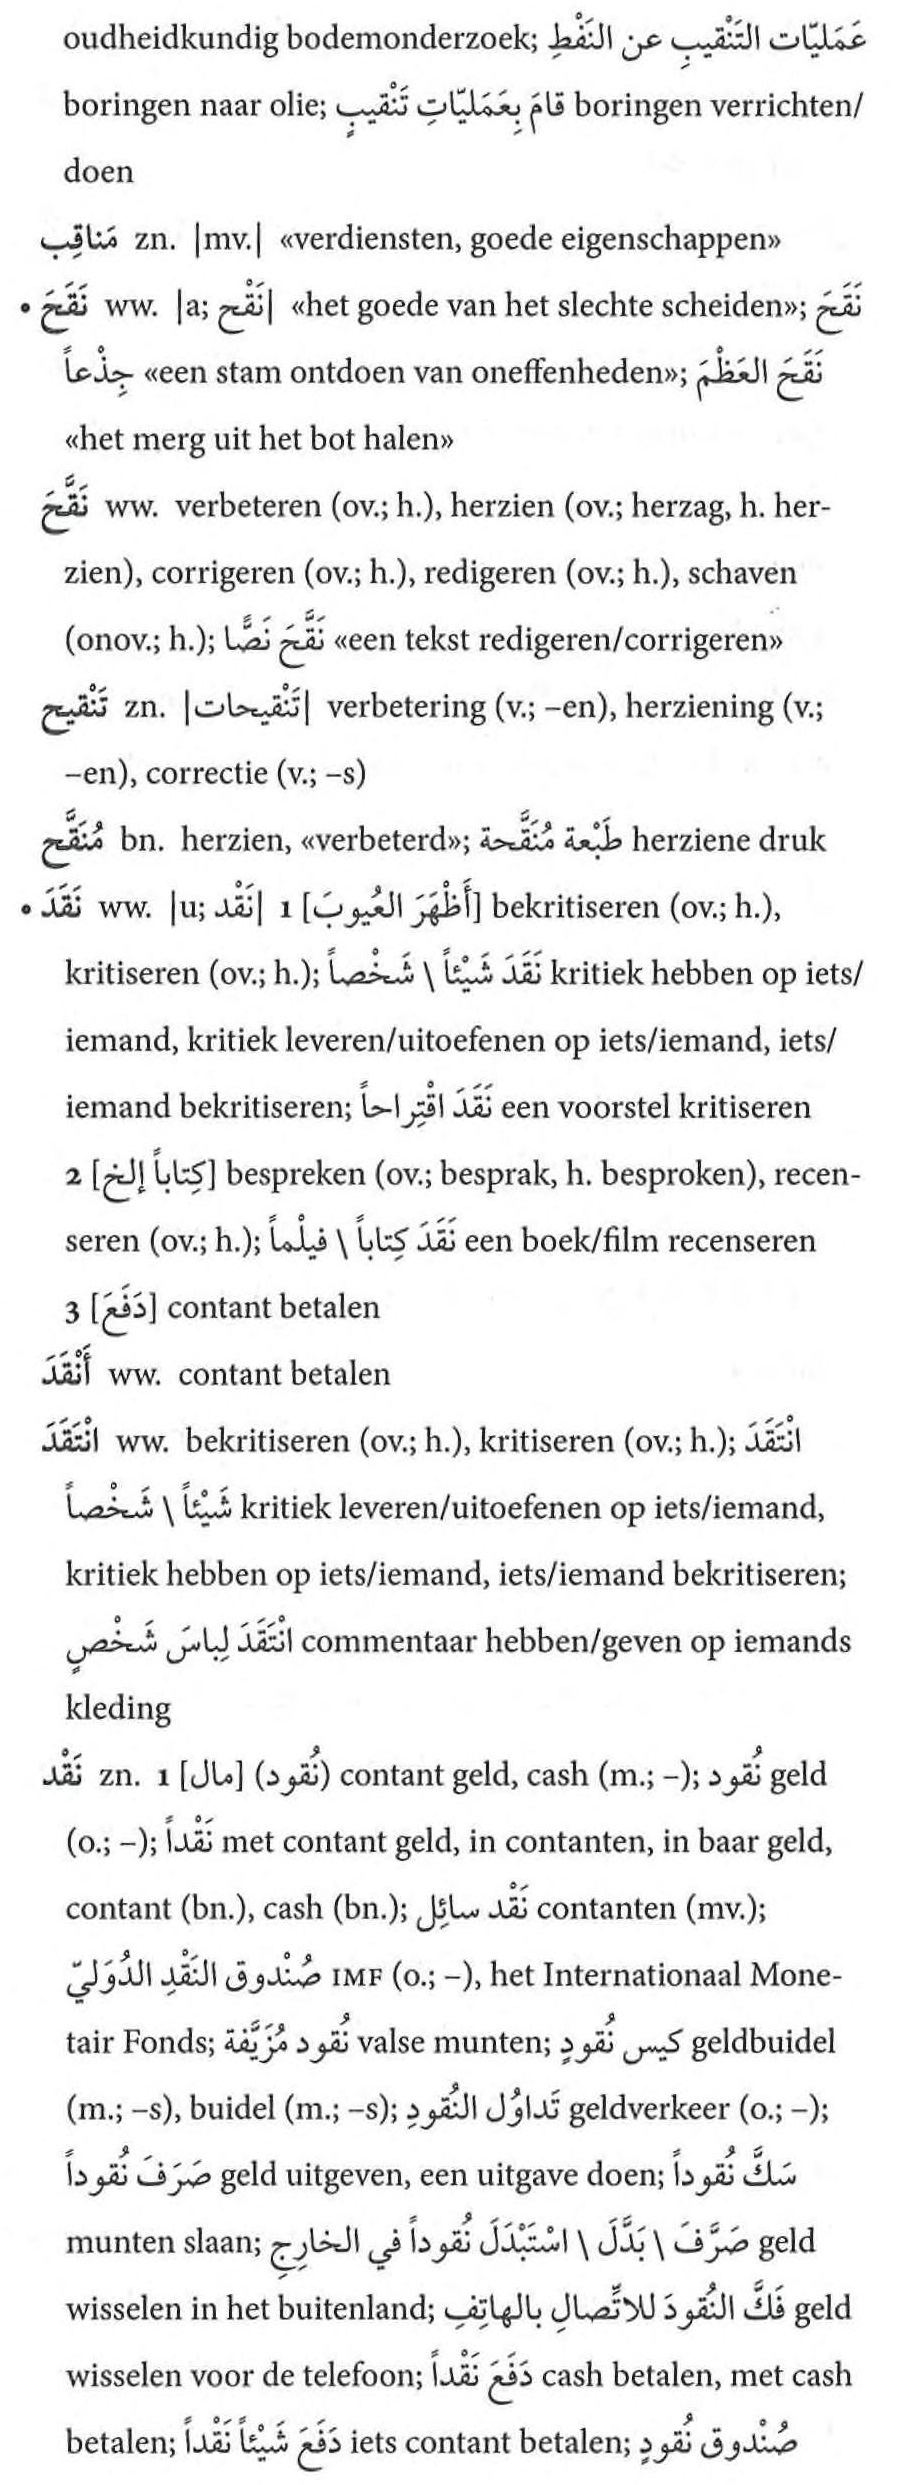 oudheidkundig bodemonderzoek; عَمَليّات التَنْقيبِ عن النَفْطِ
boringen naar olie; قامَ بِعَمَليّاتِ تَنْقيبٍ boringen verrichten/
doen
مَناقِب zn. |mv.| «verdiensten, goede eigenschappen»
• نَقَحَ ww. |a; نَقْح| «het goede van het slechte scheiden»; نَقَحَ
جِذْعاً «een stam ontdoen van oneffenheden»; نَقَحَ العَظْمَ
«het merg uit het bot halen»
نَقَّحَ ww. verbeteren (ov.; h.), herzien (ov.; herzag, h. her-
zien), corrigeren (ov.; h.), redigeren (ov.; h.), schaven
(onov.; h.); نَقَّحَ نَصًّا «een tekst redigeren/corrigeren»
تَنْقيح zn. |تَنْقيحات| verbetering (v.; –en), herziening (v.;
–en), correctie (v.; –s)
مُنَقَّح bn. herzien, «verbeterd»; طَبْعة مُنَقَّحة herziene druk
• نَقَدَ ww. |u; نَقْد| 1 [أَظْهَرَ العُيوبَ] bekritiseren (ov.; h.),
kritiseren (ov.; h.); نَقَدَ شَيْئاً \ شَخْصاً kritiek hebben op iets/
iemand, kritiek leveren/uitoefenen op iets/iemand, iets/
iemand bekritiseren; نَقَدَ اقْتِراحاً een voorstel kritiseren
2 [كِتاباً إلخ] bespreken (ov.; besprak, h. besproken), recen-
seren (ov.; h.); نَقَدَ كِتاباً \ فيلْماً een boek/film recenseren
3 [دَفَعَ] contant betalen
أَنْقَدَ ww. contant betalen
انْتَقَدَ ww. bekritiseren (ov.; h.), kritiseren (ov.; h.); انْتَقَدَ
شَيْئاً \ شَخْصاً kritiek leveren/uitoefenen op iets/iemand,
kritiek hebben op iets/iemand, iets/iemand bekritiseren;
انْتَقَدَ لِباسَ شَخْصٍ commentaar hebben/geven op iemands
kleding
نَقْد zn. 1 [مال] (نُقود) contant geld, cash (m.; –); نُقود geld
(o.; –); نَقْداً met contant geld, in contanten, in baar geld,
contant (bn.), cash (bn.); نَقْد سائِل contanten (mv.);
صُنْدوق النَقْدِ الدُوَليّ IMF (o.; –), het Internationaal Mone-
tair Fonds; نُقود مُزَيَّفة valse munten; كيس نُقودٍ geldbuidel
(m.; –s), buidel (m.; –s); تَداوُل النُقودِ geldverkeer (o.; –);
صَرَفَ نُقوداً geld uitgeven, een uitgave doen; سَكَّ نُقوداً
munten slaan; صَرَّفَ \ بَدَّلَ \ اسْتَبْدَلَ نُقوداً في الخارِجِ geld
wisselen in het buitenland; فَكَّ النُقودَ للاتِّصالِ بالهاتِفِ geld
wisselen voor de telefoon; دَفَعَ نَقْداً cash betalen, met cash
betalen; دَفَعَ شَيْئاً نَقْداً iets contant betalen; صُنْدوق نُقودٍ